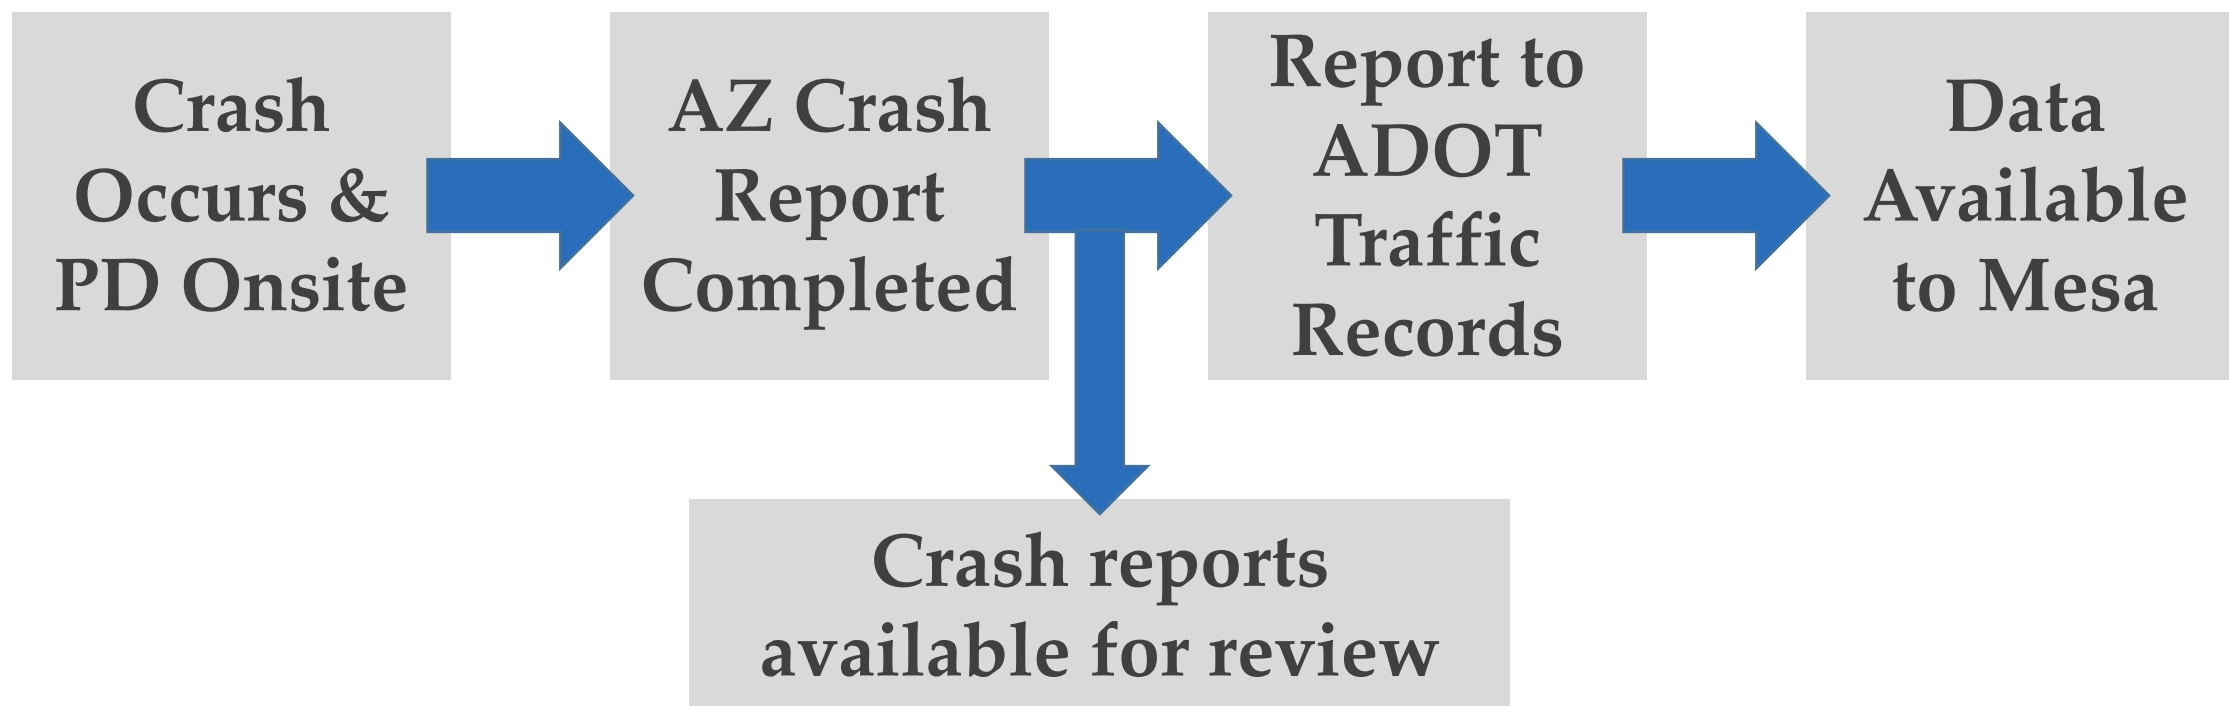 Crash
Occurs &
PD Onsite
AZ Crash
Report
Completed
Report to
ADOT
Traffic
Records
Data
Available
to Mesa
Crash reports
available for review